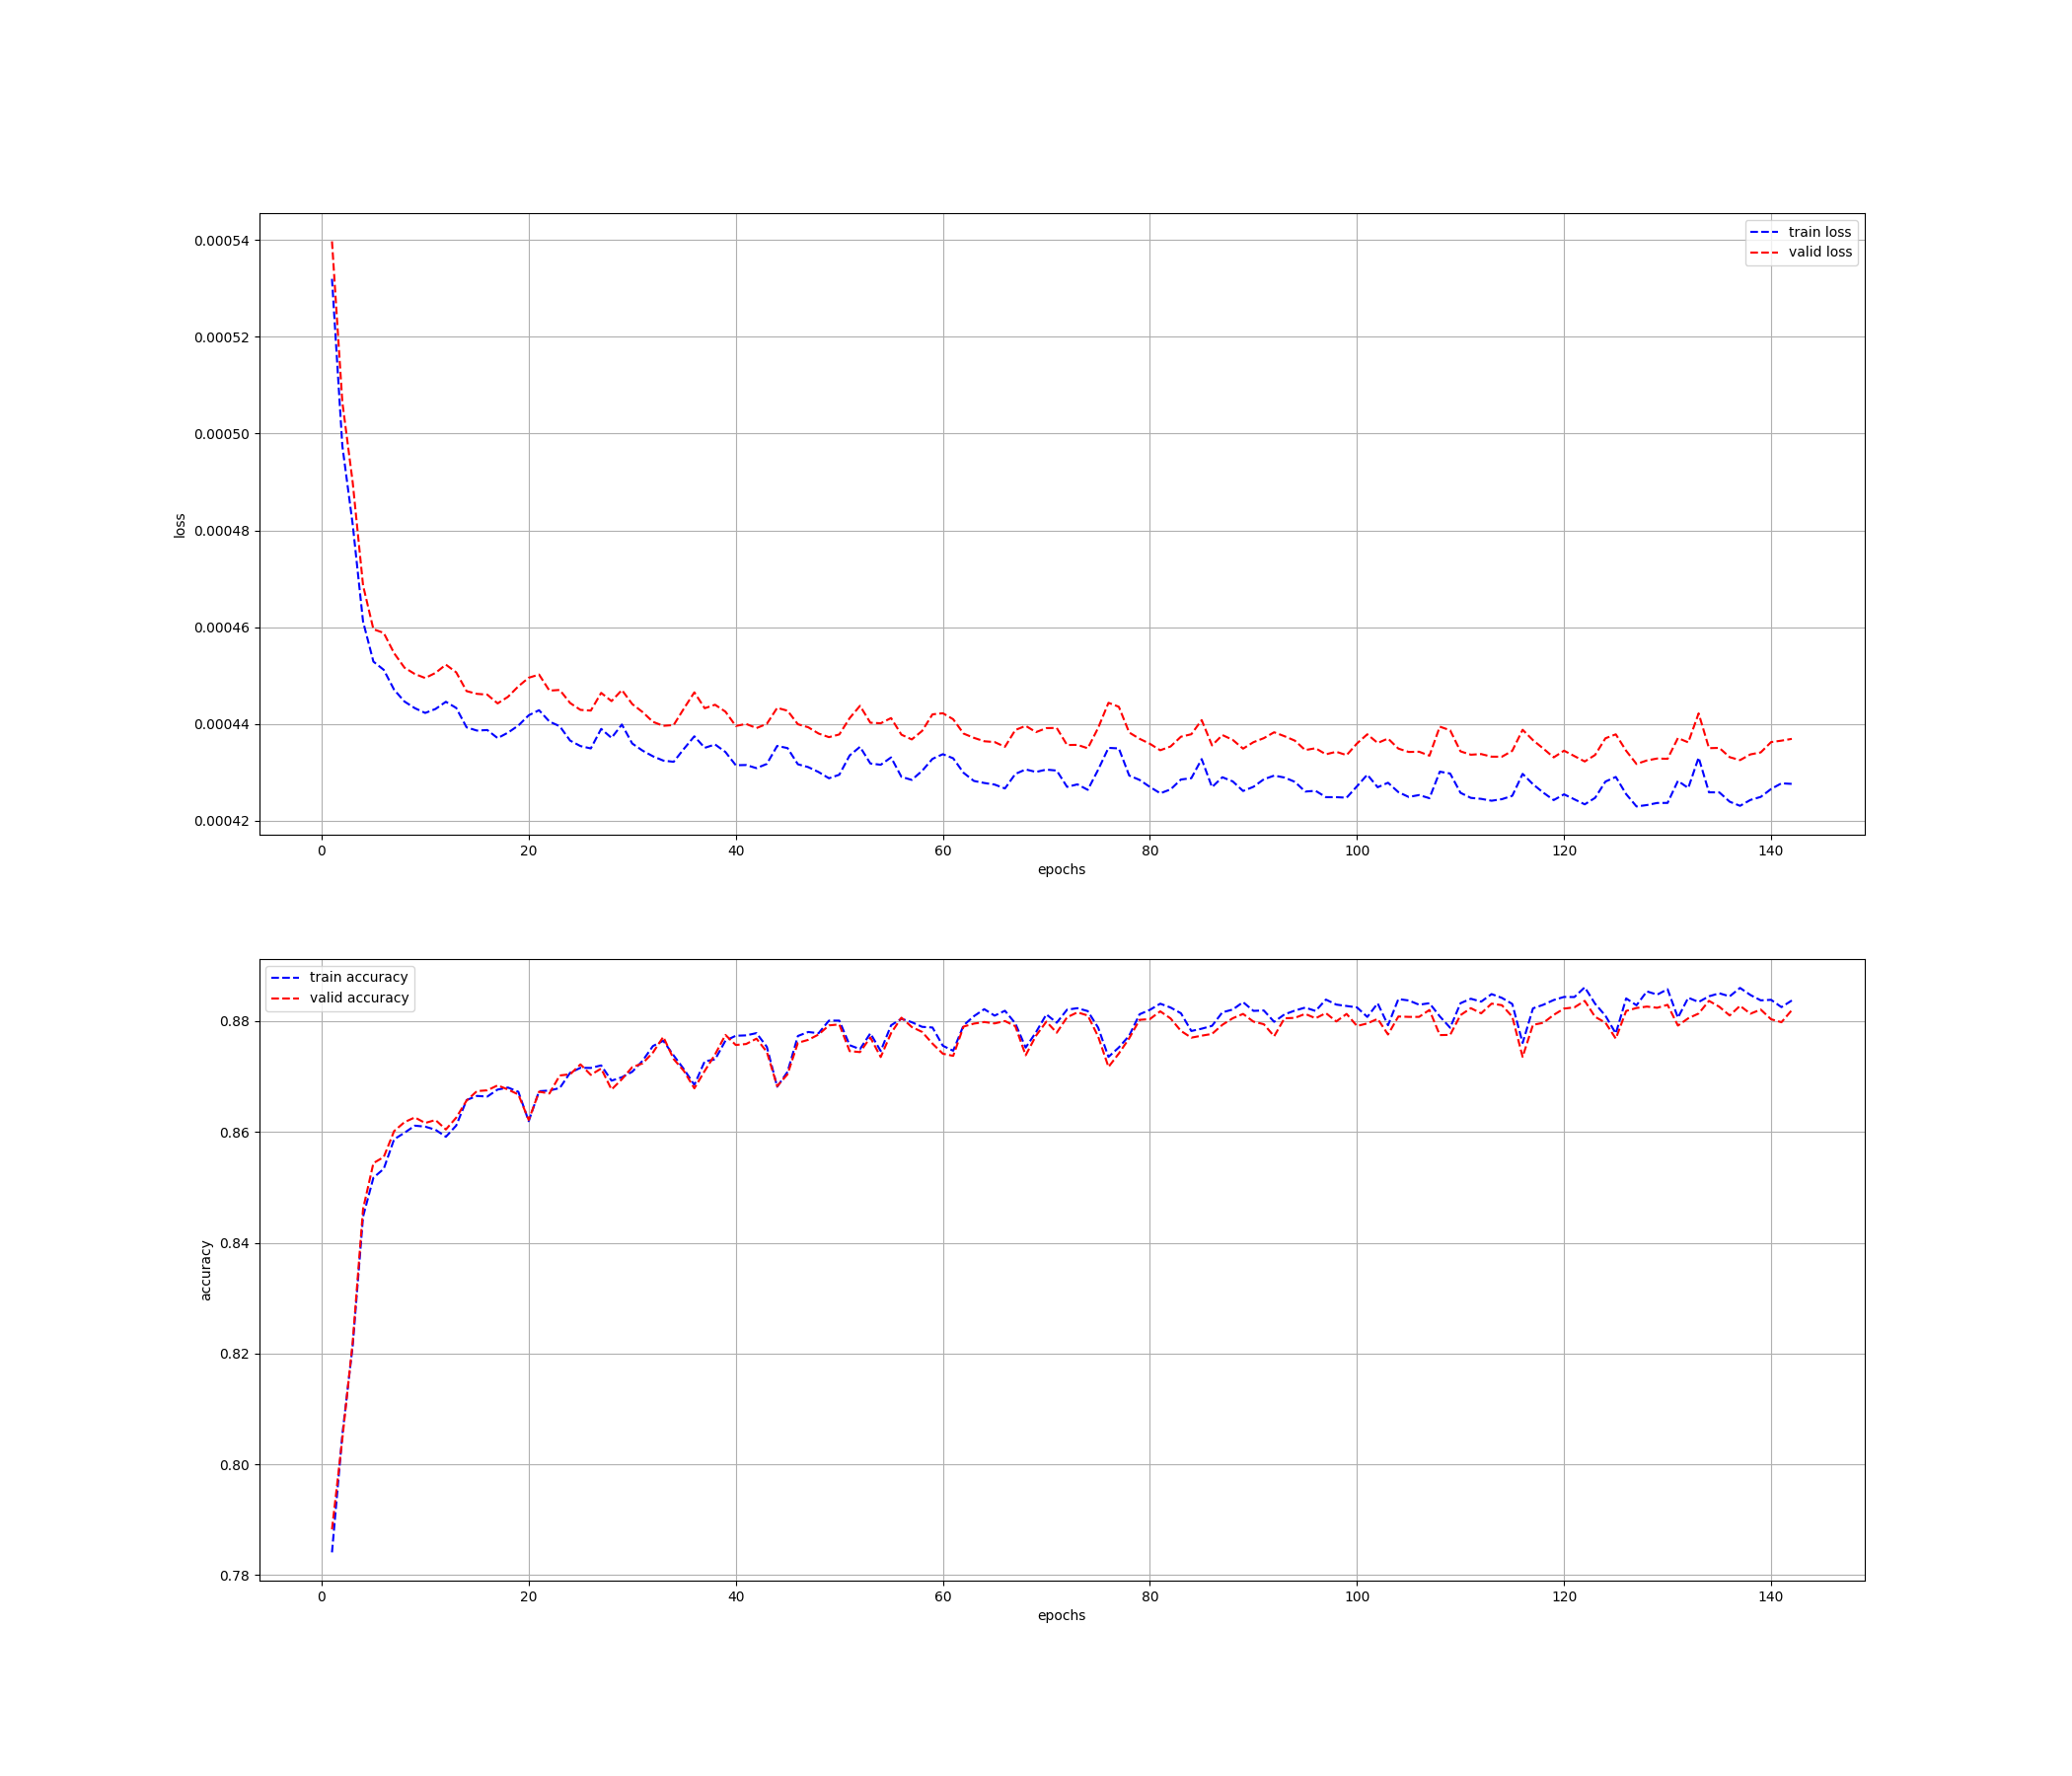 train loss
valid loss
0.00054
0.00052
0.00050
0.00048
0.00046
0.00044
0.00042
loss
0 20 40 60 80 100 120 140
epochs
train accuracy
valid accuracy
0.88
0.86
0.84
0.82
0.80
0.78
accuracy
0 20 40 60 80 100 120 140
epochs